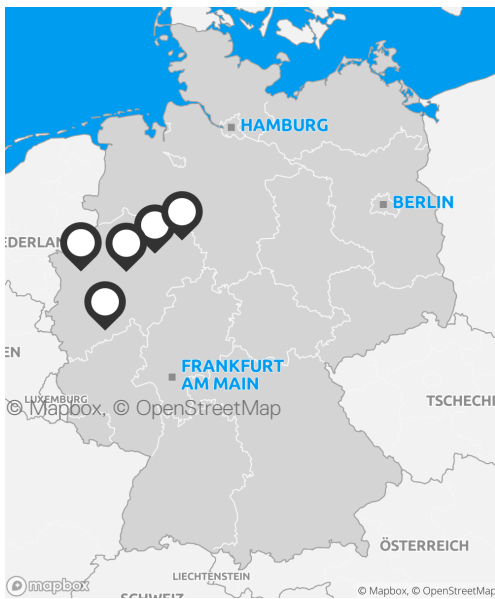 HAMBURG
BERLIN
EDERLAN
EN
FRANKFURT
AM MAIN
LUXEMBURG
© Mapbox, © OpenStreetMap
TSCHECHI
ÖSTERREICH
LIECHTENSTEIN
SCHWEIZ
mapbox
© Mapbox, © OpenStreetMap